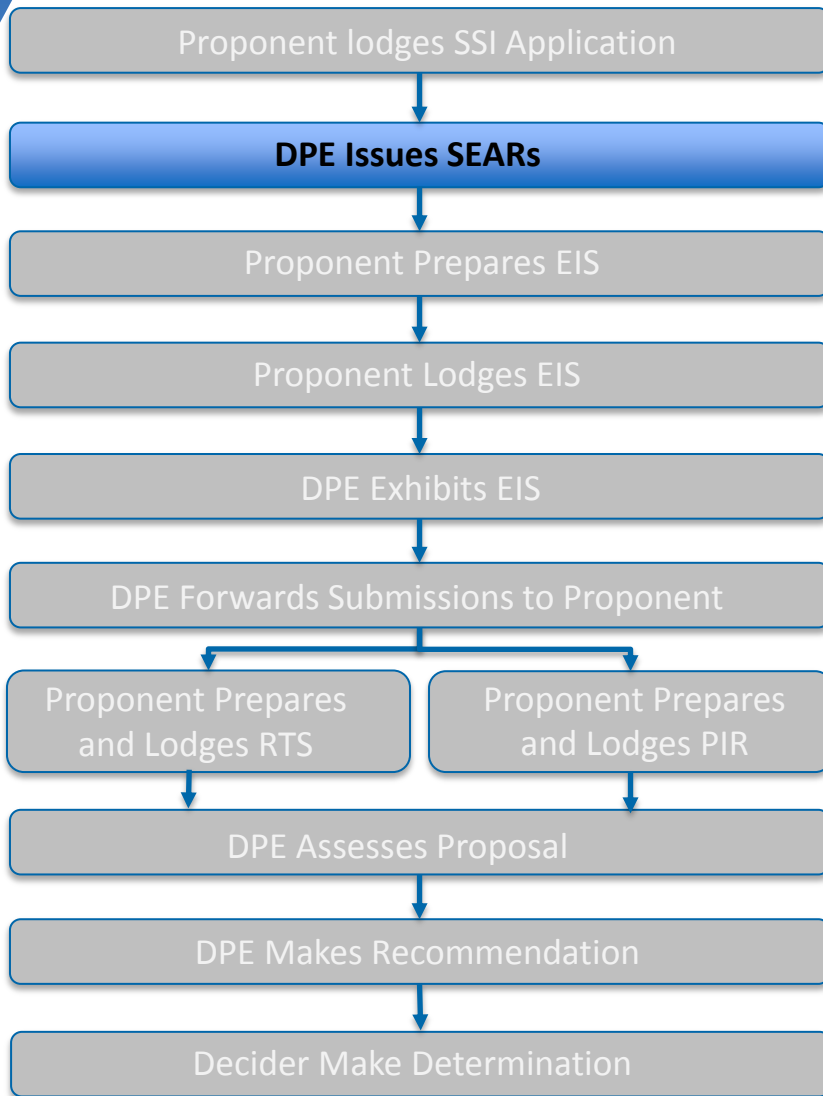 Proponent lodges SSI Application
DPE Issues SEARs
Proponent Prepares EIS
Proponent Lodges EIS
DPE Exhibits EIS
DPE Forwards Submissions to Proponent
Proponent Prepares
and Lodges RTS
Proponent Prepares
and Lodges PIR
DPE Assesses Proposal
DPE Makes Recommendation
Decider Make Determination